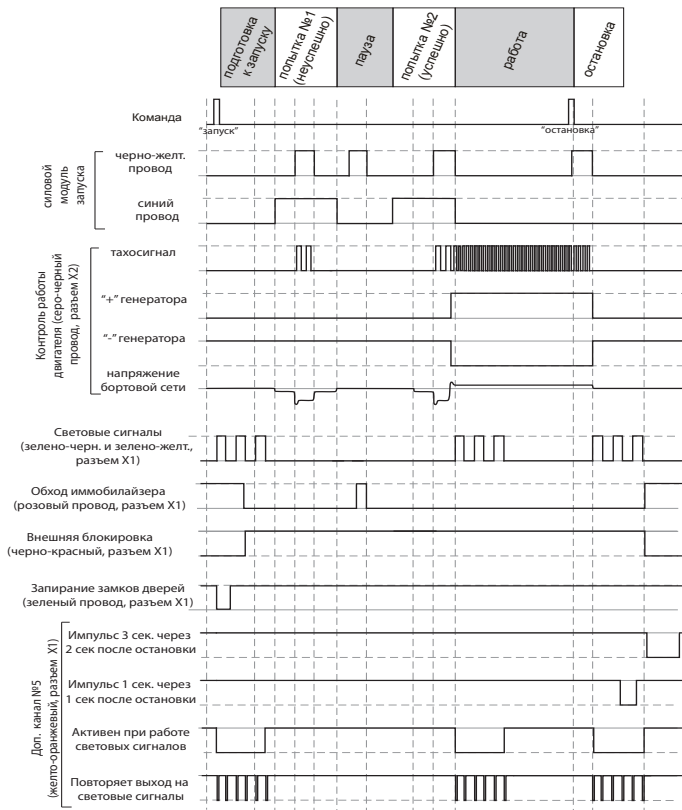 подготовка
к запуску
попытка №1
(неуспешно)
пауза
попытка №2
(успешно)
работа
остановка
Команда
"запуск"
"остановка"
силовой
модуль
запуска
черно-желт.
провод
синий
провод
Контроль работы
двигателя (серо-черный
провод, разъем X2)
тахосигнал
"+" генератора
"-" генератора
напряжение
бортовой сети
Световые сигналы
(зелено-черн. и зелено-желт.,
разъем X1)
Обход иммобилайзера
(розовый провод, разъем X1)
Внешняя блокировка
(черно-красный, разъем X1)
Запирание замков дверей
(зеленый провод, разъем X1)
Доп. канал №5
(желто-оранжевый, разъем X1)
Импульс 3 сек. через
2 сек после остановки
Импульс 1 сек. через
1 сек после остановки
Активен при работе
световых сигналов
Повторяет выход на
световые сигналы